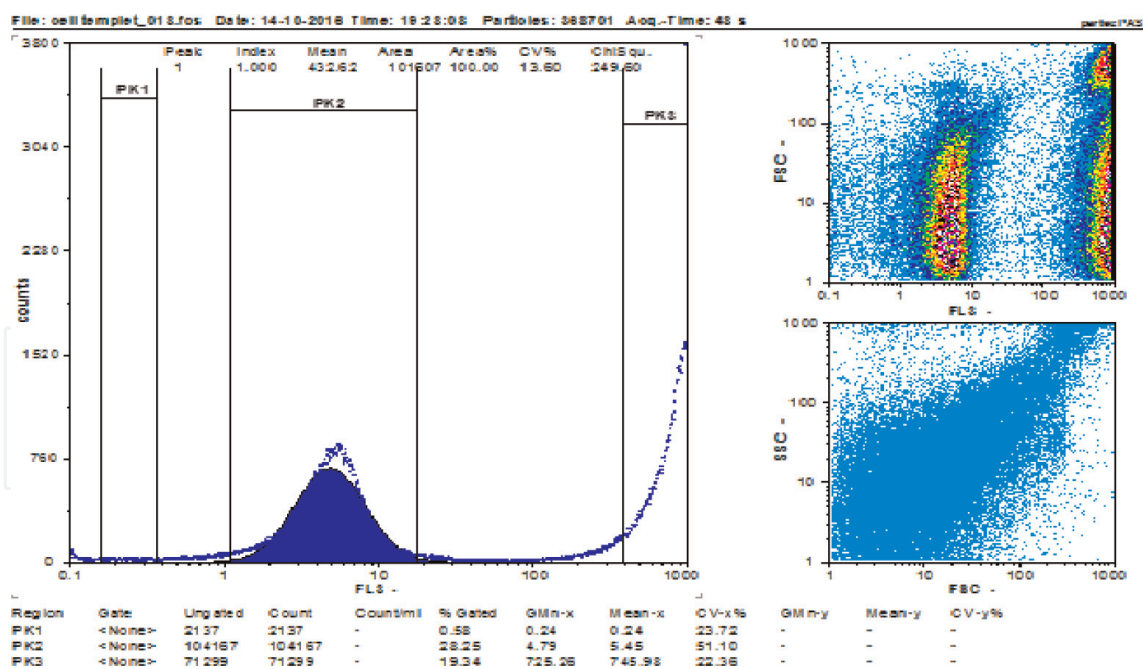 File: celltemplet_018.fcs Date: 14-10-2016 Time: 19:28:08 Particles: 368701 Acq.-Time: 48 s
3800
3040
2280
1520
760
0
counts
Peak Index Mean Area Area% CV% ChiSqu.
1 1.000 432.62 101607 100.00 13.60 249.60
PK1
PK2
PK3
0.1 1 10 100 1000
FL3 -
1000
100
10
1
FSC -
0.1 1 10 100 1000
FL3 -
1000
100
10
1
SSC -
1 10 100 1000
FSC -
Region Gate Ungated Count Count/ml % Gated GMn-x Mean-x CV-x% GMn-y Mean-y CV-y%
PK1 <None> 2137 2137 - 0.58 0.24 0.24 23.72 - - -
PK2 <None> 104167 104167 - 28.25 4.79 5.45 51.10 - - -
PK3 <None> 71299 71299 - 19.34 725.26 745.98 22.36 - - -